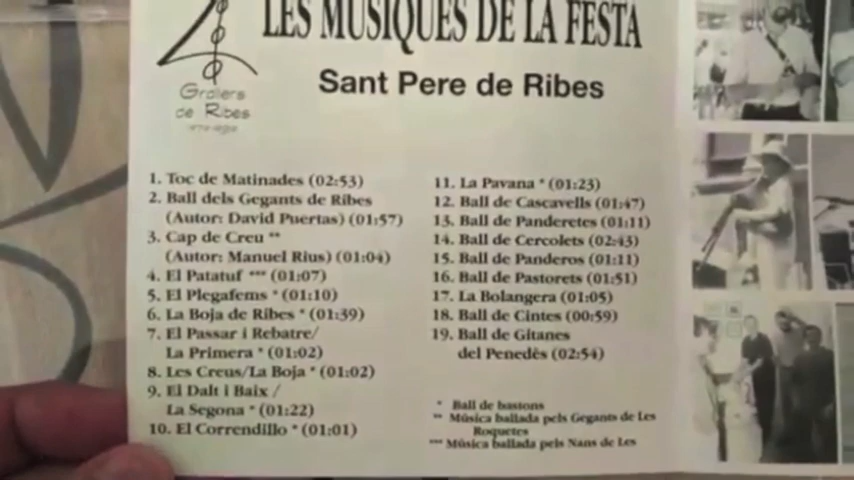 LES MUSIQUES DE LA FESTA
Sant Pere de Ribes
Grallers
de Ribes
1. Toc de Matinades (02:53)
2. Ball dels Gegants de Ribes
(Autor: David Puertas) (01:57)
3. Cap de Creu **
(Autor: Manuel Rius) (01:04)
4. El Patatuf *** (01:07)
5. El Plegafems * (01:10)
6. La Boja de Ribes * (01:39)
7. El Passar i Rebatre/
La Primera * (01:02)
8. Les Creus/La Boja * (01:02)
9. El Dalt i Baix /
La Segona * (01:22)
10. El Correndillo * (01:01)
11. La Pavana * (01:23)
12. Ball de Cascavells (01:47)
13. Ball de Panderetes (01:11)
14. Ball de Cercolets (02:43)
15. Ball de Panderos (01:11)
16. Ball de Pastorets (01:51)
17. La Bolangera (01:05)
18. Ball de Cintes (00:59)
19. Ball de Gitanes
del Penedès (02:54)
* Ball de bastons
** Música ballada pels Gegants de Les
Roquetes
*** Música ballada pels Nans de Les